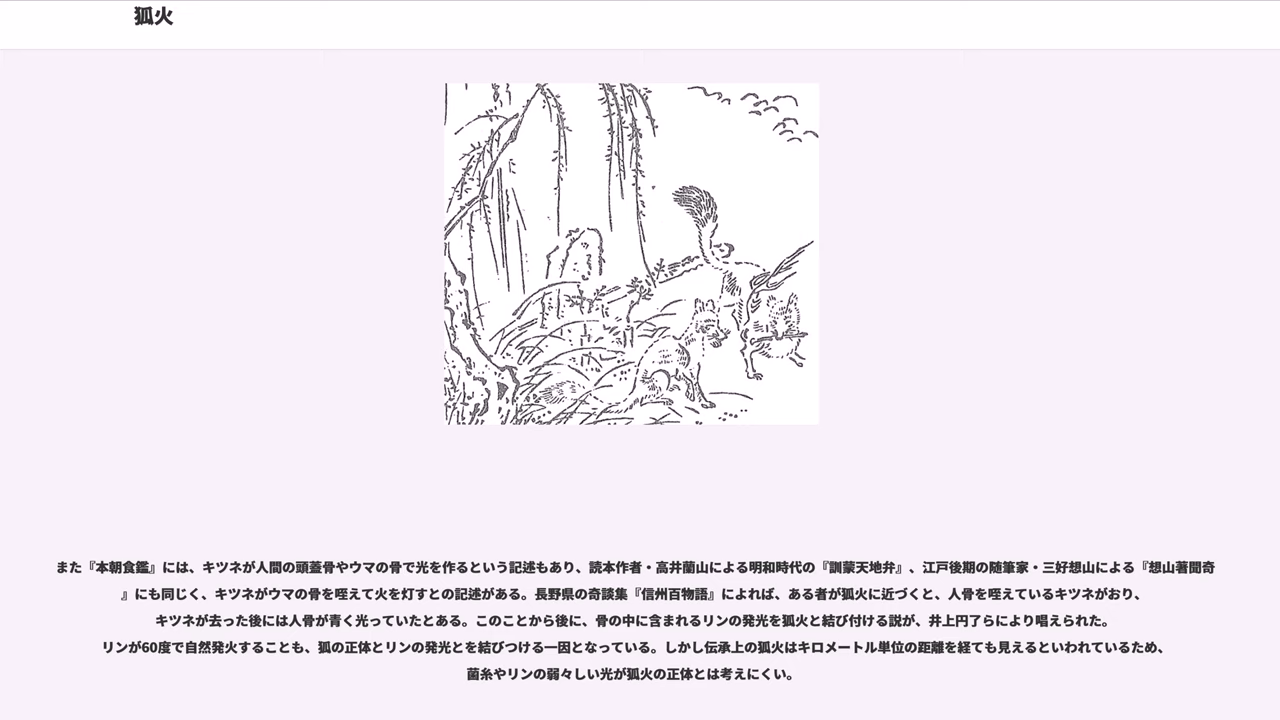 狐火
また『本朝食鑑』には、キツネが人間の頭蓋骨やウマの骨で光を作るという記述もあり、読本作者・高井蘭山による明和時代の『訓蒙天地弁』、江戸後期の随筆家・三好想山による『想山著聞奇
』にも同じく、キツネがウマの骨を咥えて火を灯すとの記述がある。長野県の奇談集『信州百物語』によれば、ある者が狐火に近づくと、人骨を咥えているキツネがおり、
キツネが去った後には人骨が青く光っていたとある。このことから後に、骨の中に含まれるリンの発光を狐火と結び付ける説が、井上円了らにより唱えられた。
リンが60度で自然発火することも、狐の正体とリンの発光とを結びつける一因となっている。しかし伝承上の狐火はキロメートル単位の距離を経ても見えるといわれているため、
菌糸やリンの弱々しい光が狐火の正体とは考えにくい。